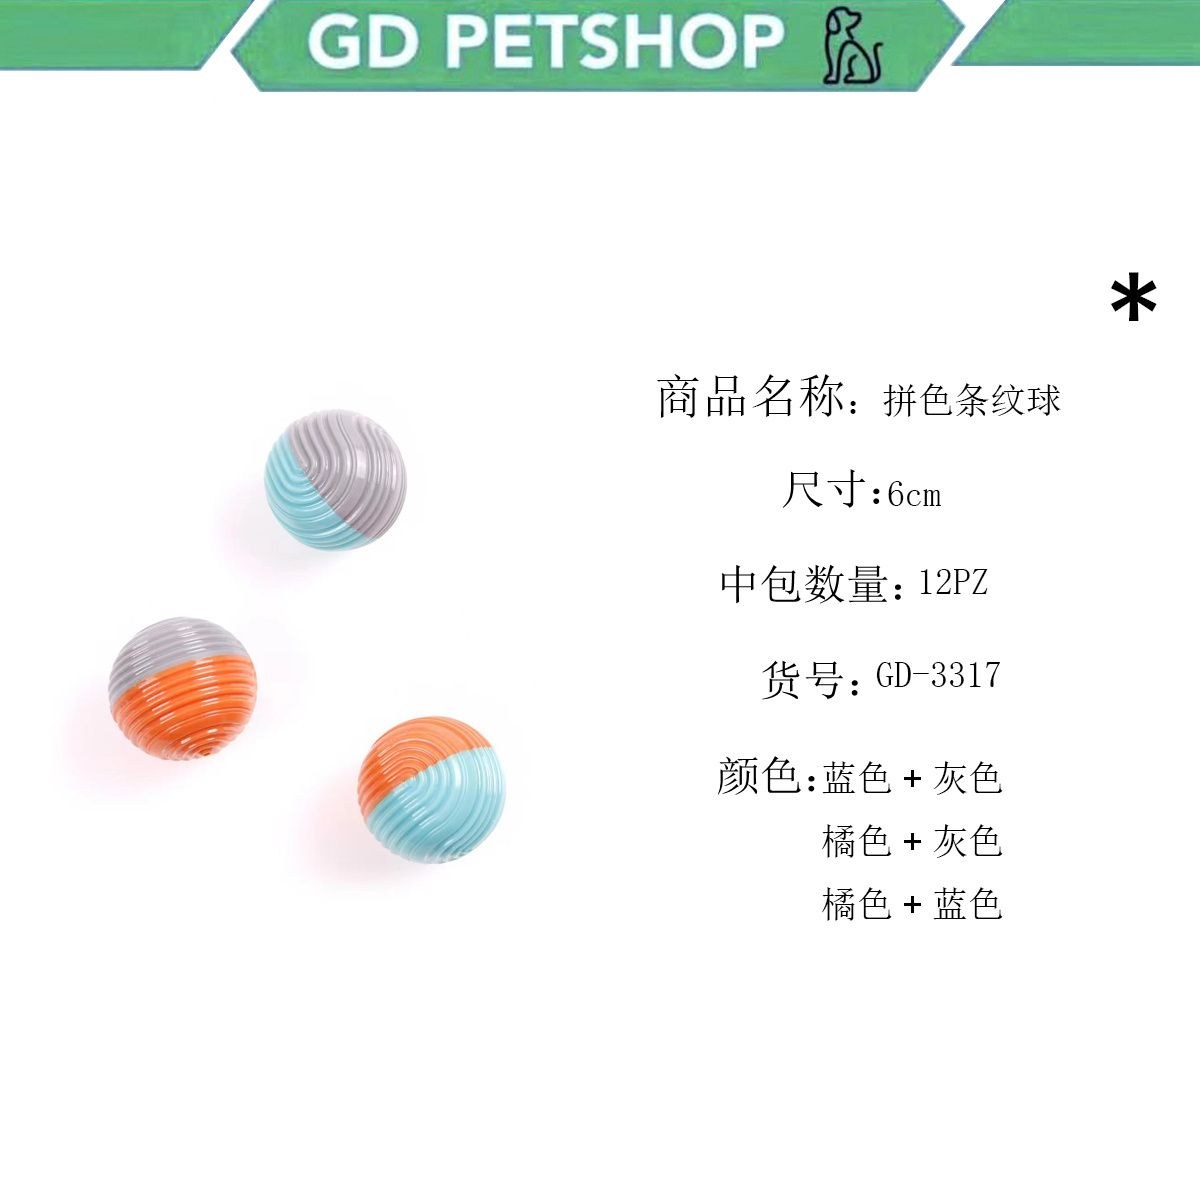 GD PETSHOP
*
商品名称：拼色条纹球
尺寸:6cm
中包数量：12PZ
货号：GD-3317
颜色:蓝色 + 灰色
橘色 + 灰色
橘色 + 蓝色